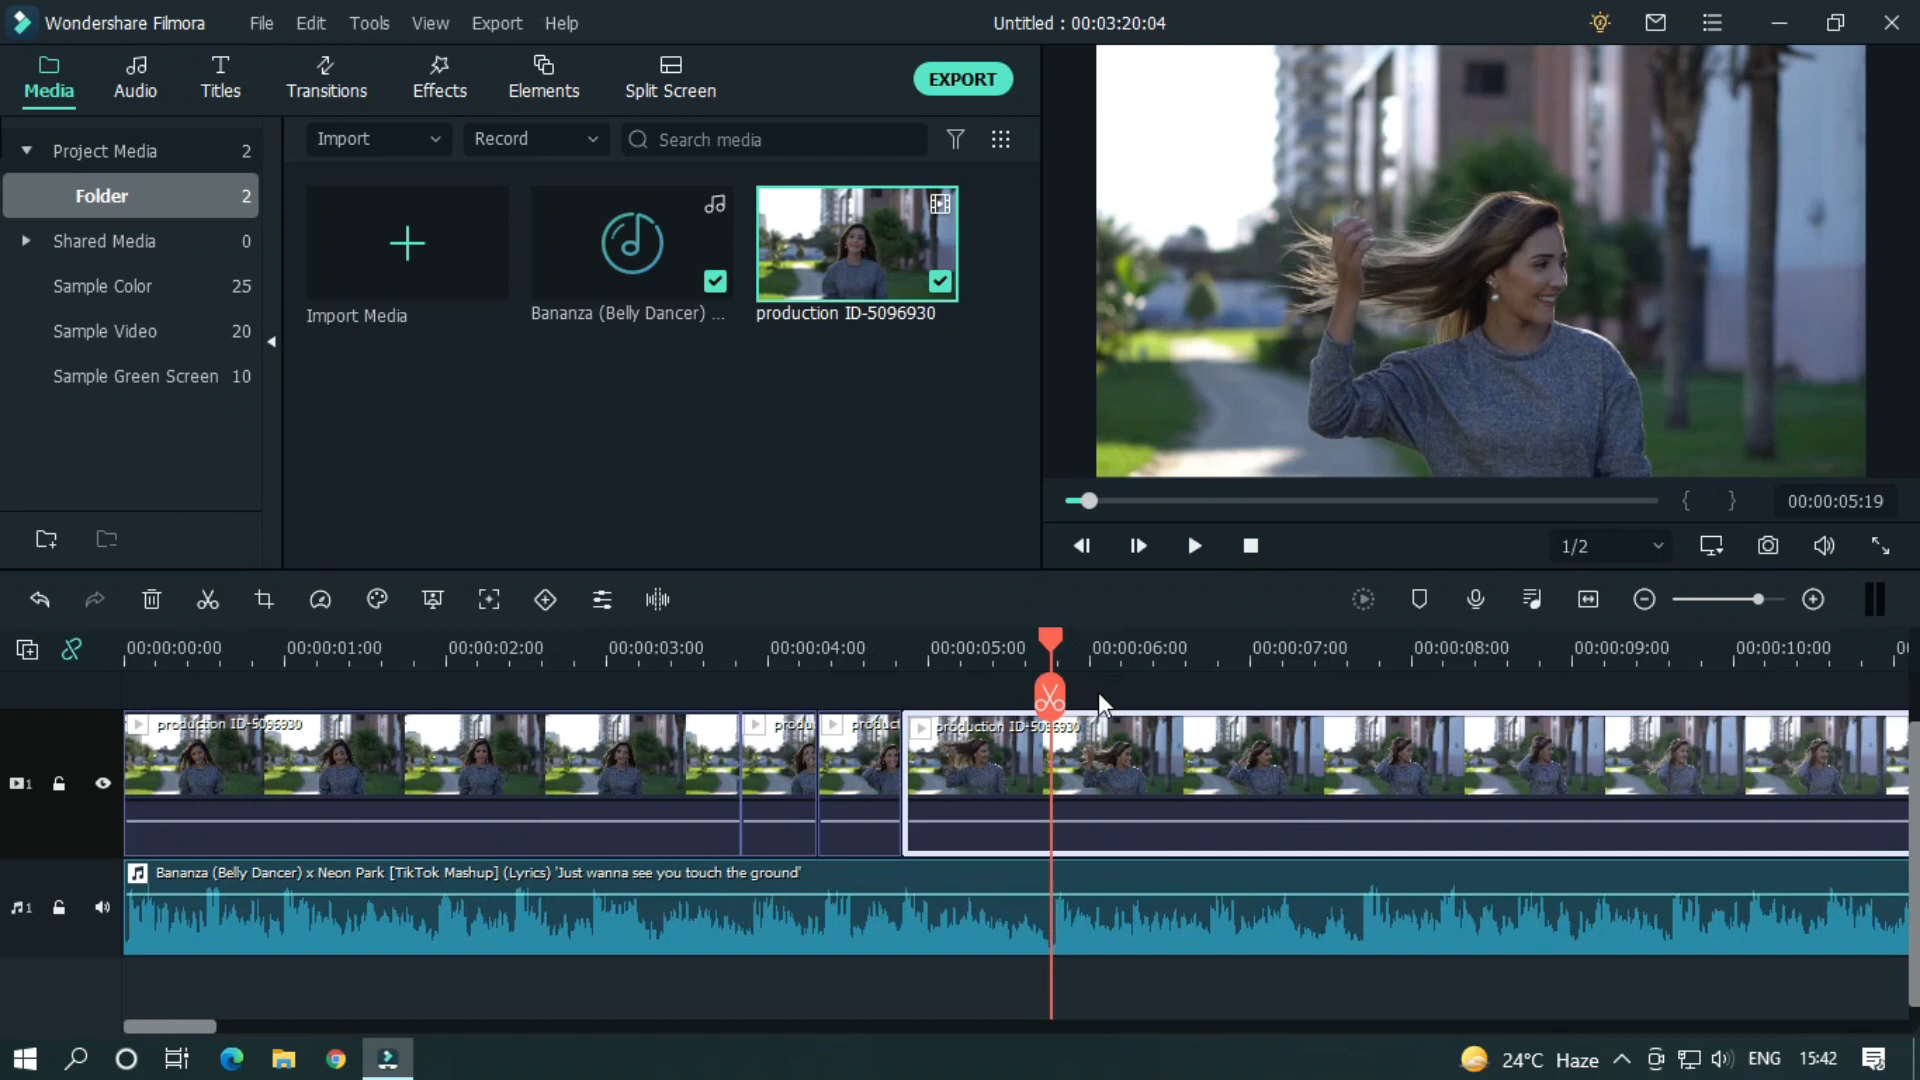 Wondershare Filmora
File Edit Tools View Export Help
Untitled : 00:03:20:04
Media Audio Titles Transitions Effects Elements Split Screen
EXPORT
Project Media 2
Folder 2
Shared Media 0
Sample Color 25
Sample Video 20
Sample Green Screen 10
Import Record Search media
Import Media
Bananza (Belly Dancer) ...
production ID-5096930
00:00:05:19
1/2
00:00:00:00 00:00:01:00 00:00:02:00 00:00:03:00 00:00:04:00 00:00:05:00 00:00:06:00 00:00:07:00 00:00:08:00 00:00:09:00 00:00:10:00
1
production ID-5096930 produ product production ID-5096930
1
Bananza (Belly Dancer) x Neon Park [TikTok Mashup] (Lyrics) 'Just wanna see you touch the ground'
24°C Haze
ENG
15:42